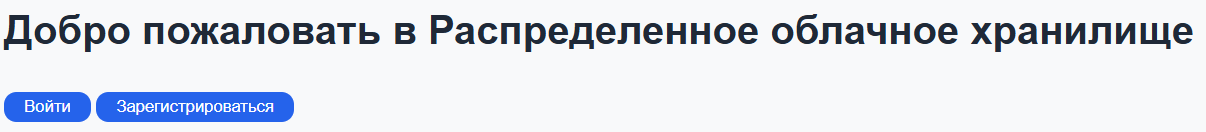 Добро пожаловать в Распределенное облачное хранилище
Войти Зарегистрироваться